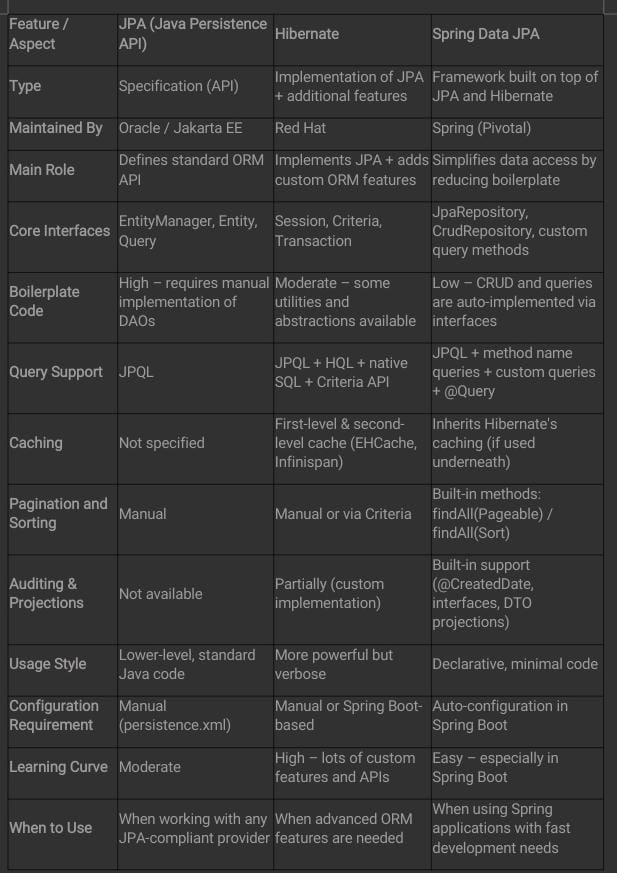 Feature / Aspect | JPA (Java Persistence API) | Hibernate | Spring Data JPA
Type | Specification (API) | Implementation of JPA + additional features | Framework built on top of JPA and Hibernate
Maintained By | Oracle / Jakarta EE | Red Hat | Spring (Pivotal)
Main Role | Defines standard ORM API | Implements JPA + adds custom ORM features | Simplifies data access by reducing boilerplate
Core Interfaces | EntityManager, Entity, Query | Session, Criteria, Transaction | JpaRepository, CrudRepository, custom query methods
Boilerplate Code | High – requires manual implementation of DAOs | Moderate – some utilities and abstractions available | Low – CRUD and queries are auto-implemented via interfaces
Query Support | JPQL | JPQL + HQL + native SQL + Criteria API | JPQL + method name queries + custom queries + @Query
Caching | Not specified | First-level & second-level cache (EHCache, Infinispan) | Inherits Hibernate's caching (if used underneath)
Pagination and Sorting | Manual | Manual or via Criteria | Built-in methods: findAll(Pageable) / findAll(Sort)
Auditing & Projections | Not available | Partially (custom implementation) | Built-in support (@CreatedDate, interfaces, DTO projections)
Usage Style | Lower-level, standard Java code | More powerful but verbose | Declarative, minimal code
Configuration Requirement | Manual (persistence.xml) | Manual or Spring Boot-based | Auto-configuration in Spring Boot
Learning Curve | Moderate | High – lots of custom features and APIs | Easy – especially in Spring Boot
When to Use | When working with any JPA-compliant provider | When advanced ORM features are needed | When using Spring applications with fast development needs